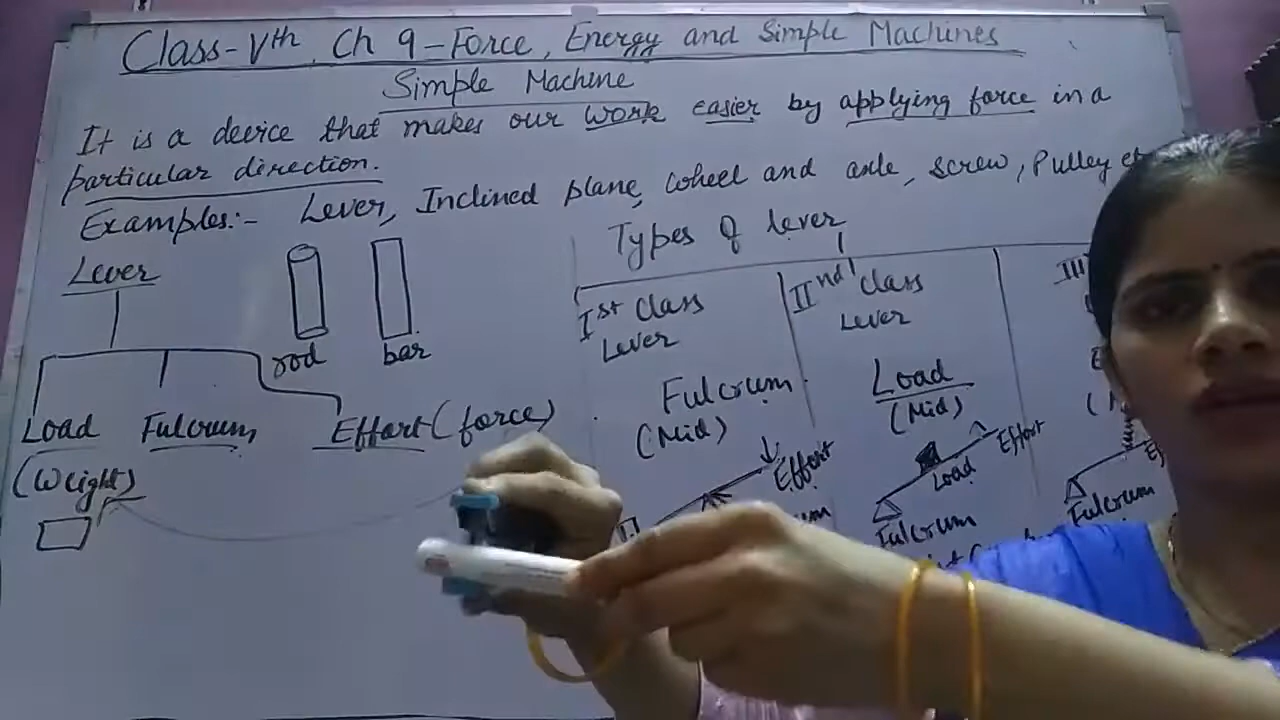 Class-Vth, Ch 9-Force, Energy and Simple Machines
Simple Machine
It is a device that makes our work easier by applying force in a
particular direction.
Examples:- Lever, Inclined plane, wheel and axle, screw, Pulley
Lever
rod bar
Load Fulcrum, Effort (force)
(Weight)
Types of lever
Ist Class
Lever
Fulcrum
(Mid)
Effort
IInd class
Lever
Load
(Mid)
Load Effort
Fulcrum
III
Fulcrum